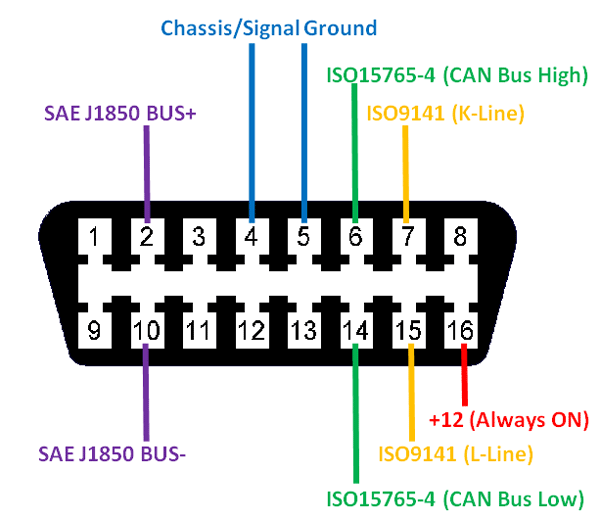 Chassis/Signal Ground
ISO15765-4 (CAN Bus High)
SAE J1850 BUS+
ISO9141 (K-Line)
1 2 3 4 5 6 7 8
9 10 11 12 13 14 15 16
+12 (Always ON)
SAE J1850 BUS-
ISO9141 (L-Line)
ISO15765-4 (CAN Bus Low)